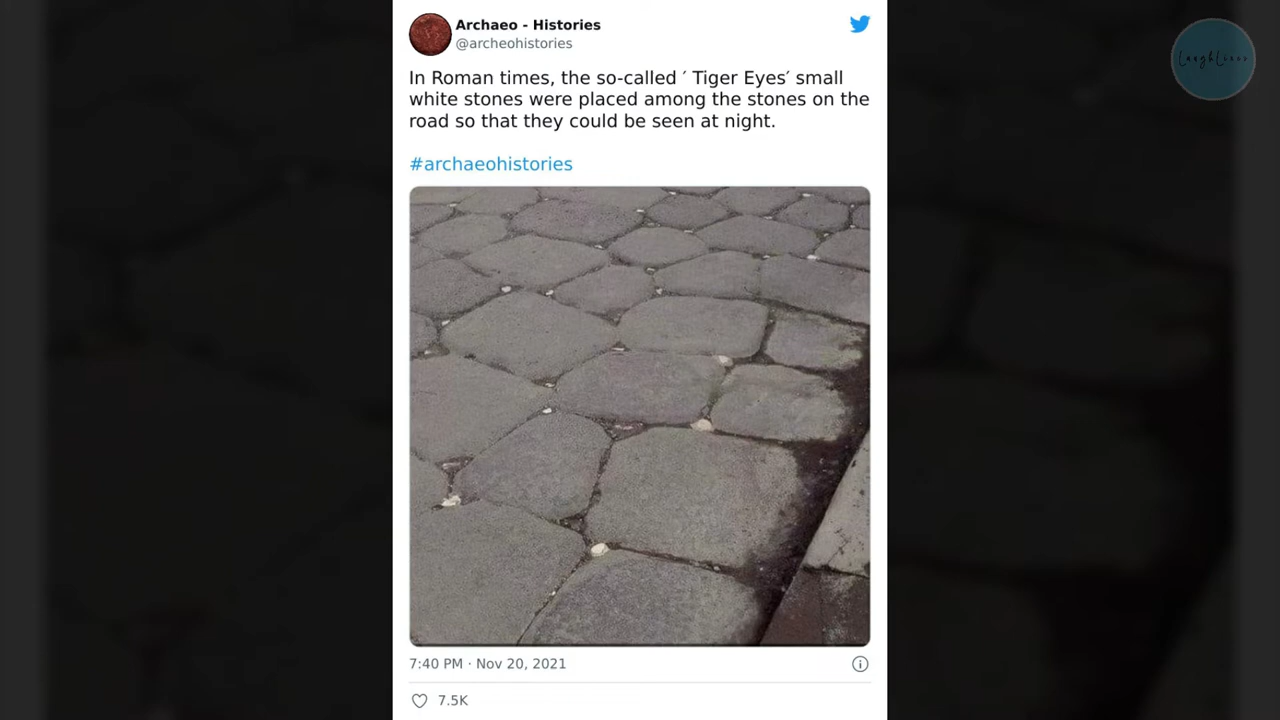 Archaeo - Histories
@archeohistories
In Roman times, the so-called ´ Tiger Eyes´ small
white stones were placed among the stones on the
road so that they could be seen at night.
#archaeohistories
7:40 PM · Nov 20, 2021
7.5K
LaughLines